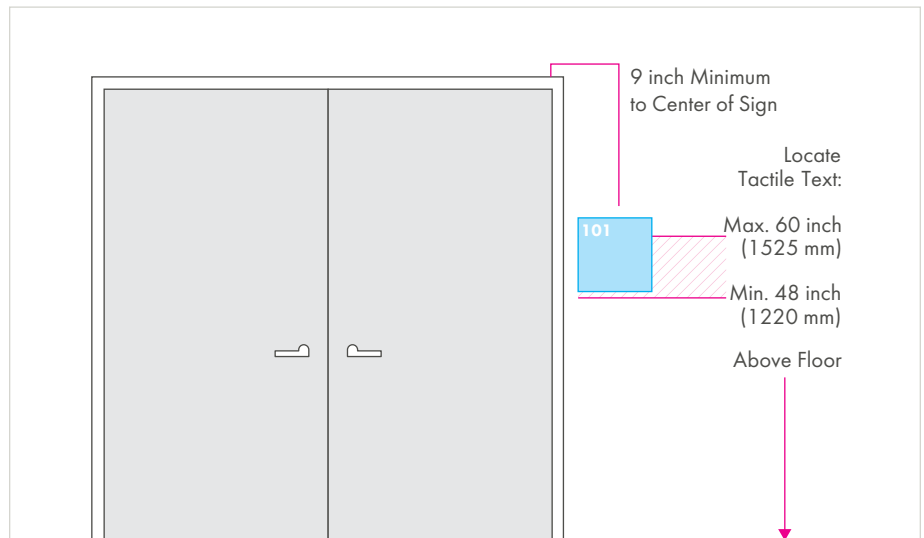 9 inch Minimum
to Center of Sign
Locate
Tactile Text:
101
Max. 60 inch
(1525 mm)
Min. 48 inch
(1220 mm)
Above Floor